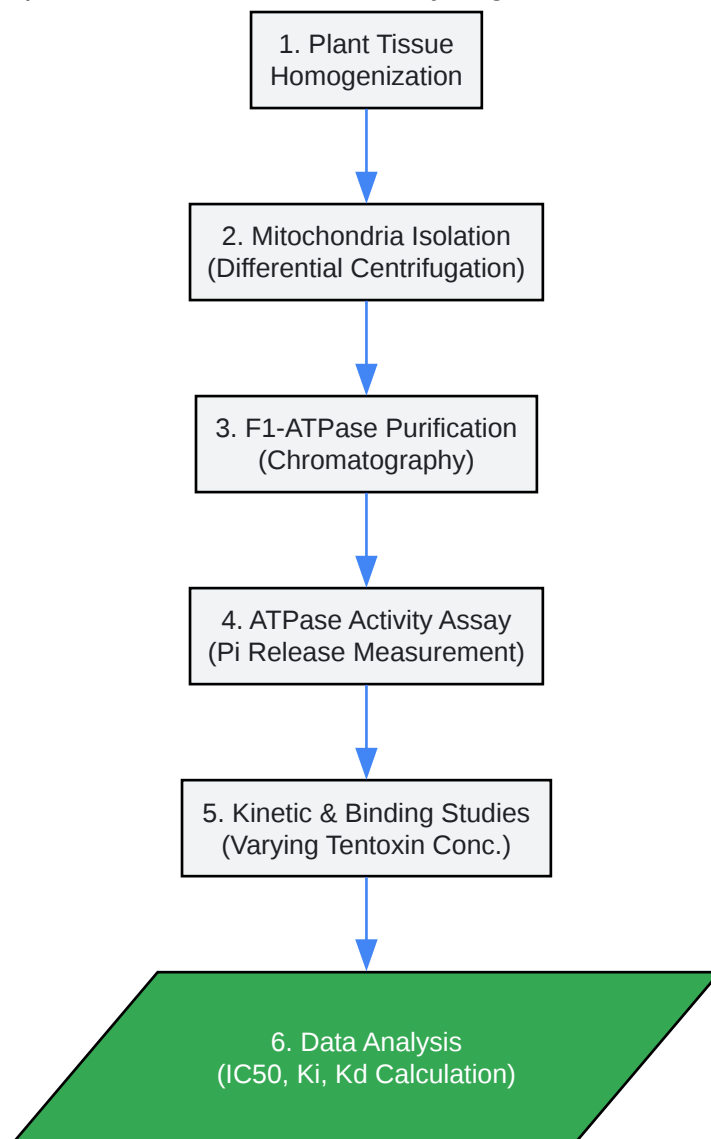 1. Plant Tissue
Homogenization
2. Mitochondria Isolation
(Differential Centrifugation)
3. F1-ATPase Purification
(Chromatography)
4. ATPase Activity Assay
(Pi Release Measurement)
5. Kinetic & Binding Studies
(Varying Tentoxin Conc.)
6. Data Analysis
(IC50, Ki, Kd Calculation)